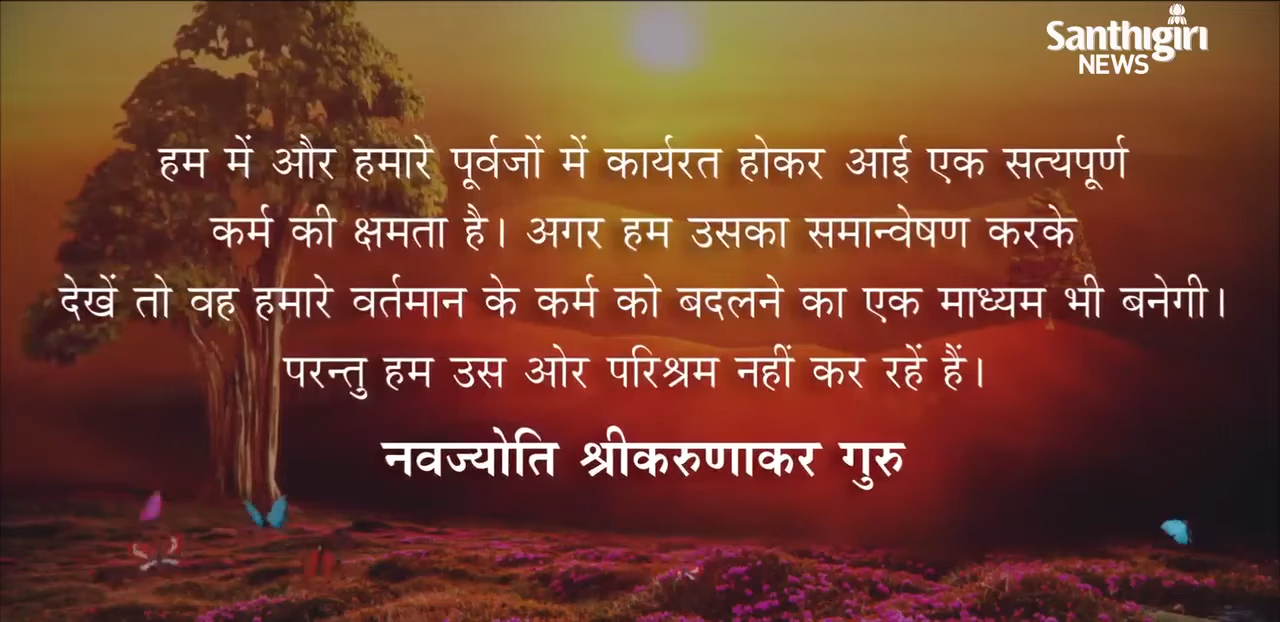 Santhigiri
NEWS
हम में और हमारे पूर्वजों में कार्यरत होकर आई एक सत्यपूर्ण
कर्म की क्षमता है। अगर हम उसका समान्वेषण करके
देखें तो वह हमारे वर्तमान के कर्म को बदलने का एक माध्यम भी बनेगी।
परन्तु हम उस ओर परिश्रम नहीं कर रहें हैं।
नवज्योति श्रीकरुणाकर गुरु